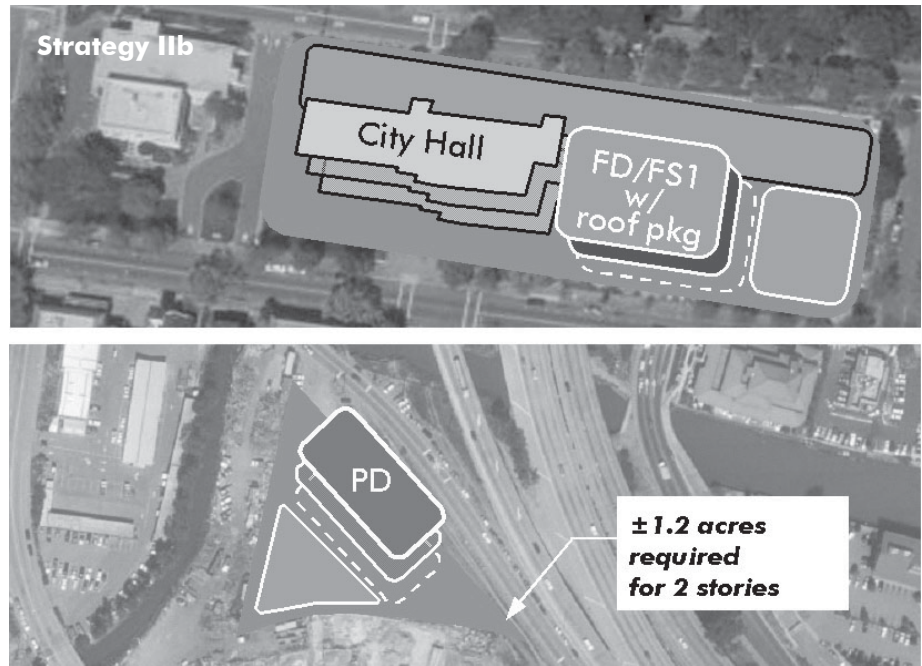 Strategy IIb
City Hall
FD/FS1
w/
roof pkg
PD
±1.2 acres
required
for 2 stories